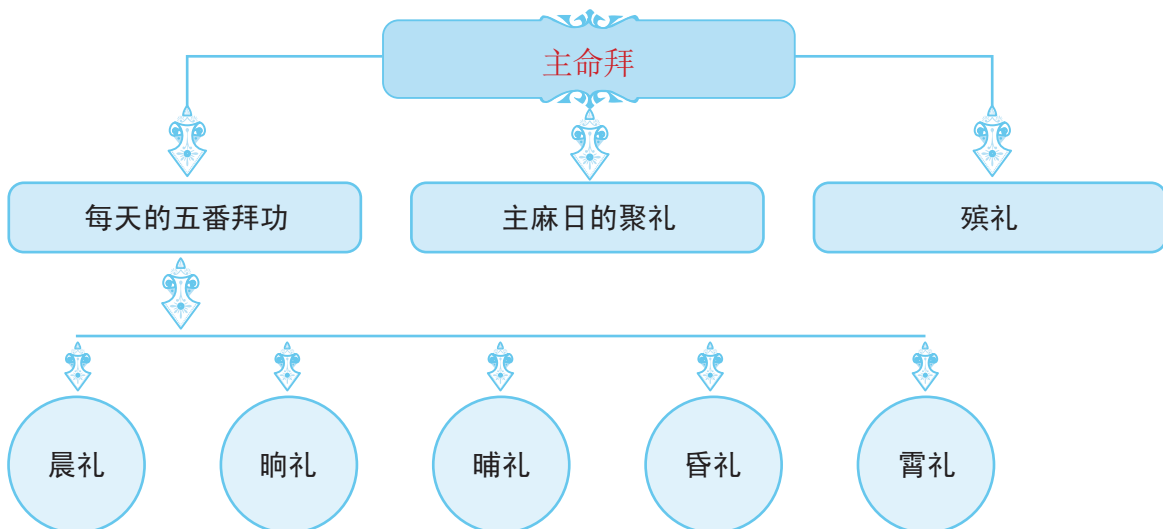 主命拜
每天的五番拜功
主麻日的聚礼
殡礼
晨礼
晌礼
晡礼
昏礼
霄礼